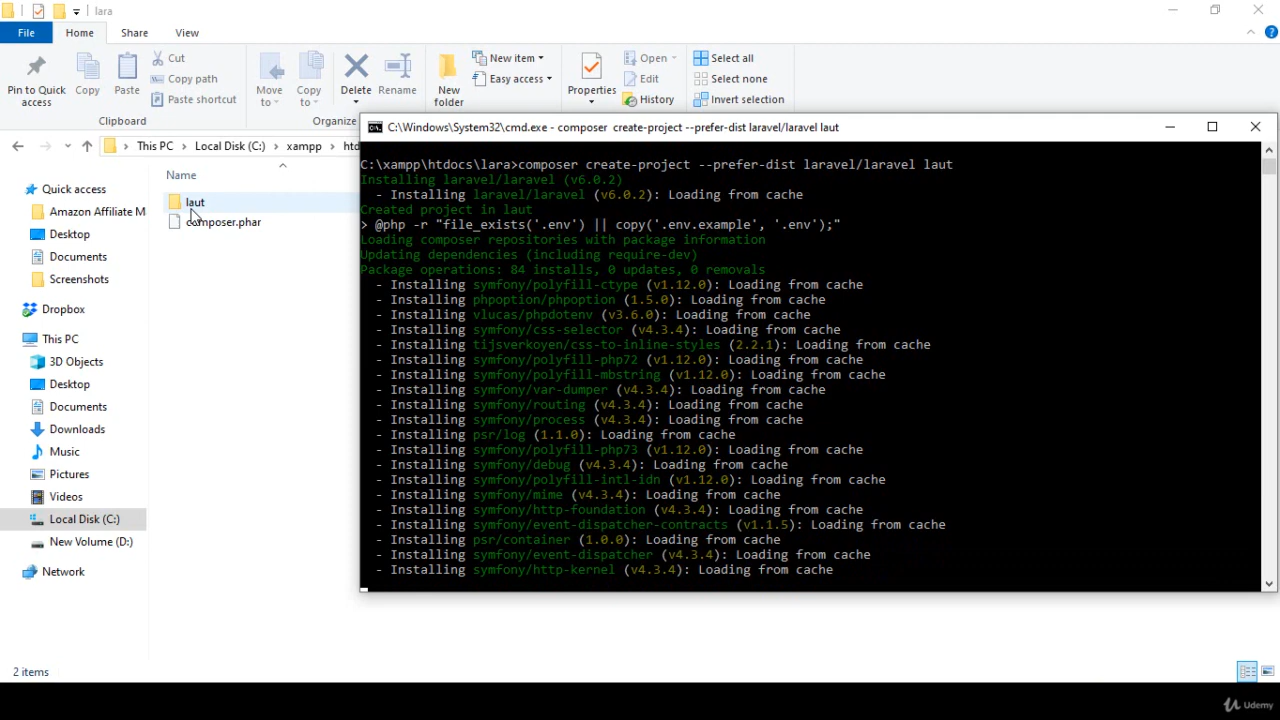 lara
File
Home
Share
View
Pin to Quick access
Copy
Paste
Cut
Copy path
Paste shortcut
Clipboard
Move to
Copy to
Delete
Rename
Organize
New folder
New item
Easy access
Properties
Open
Edit
History
Select all
Select none
Invert selection
This PC
Local Disk (C:)
xampp
htd
Name
Quick access
Amazon Affiliate M
Desktop
Documents
Screenshots
Dropbox
This PC
3D Objects
Desktop
Documents
Downloads
Music
Pictures
Videos
Local Disk (C:)
New Volume (D:)
Network
laut
composer.phar
2 items
C:\Windows\System32\cmd.exe - composer create-project --prefer-dist laravel/laravel laut
C:\xampp\htdocs\lara>composer create-project --prefer-dist laravel/laravel laut
Installing laravel/laravel (v6.0.2)
- Installing laravel/laravel (v6.0.2): Loading from cache
Created project in laut
> @php -r "file_exists('.env') || copy('.env.example', '.env');"
Loading composer repositories with package information
Updating dependencies (including require-dev)
Package operations: 84 installs, 0 updates, 0 removals
- Installing symfony/polyfill-ctype (v1.12.0): Loading from cache
- Installing phpoption/phpoption (1.5.0): Loading from cache
- Installing vlucas/phpdotenv (v3.6.0): Loading from cache
- Installing symfony/css-selector (v4.3.4): Loading from cache
- Installing tijsverkoyen/css-to-inline-styles (2.2.1): Loading from cache
- Installing symfony/polyfill-php72 (v1.12.0): Loading from cache
- Installing symfony/polyfill-mbstring (v1.12.0): Loading from cache
- Installing symfony/var-dumper (v4.3.4): Loading from cache
- Installing symfony/routing (v4.3.4): Loading from cache
- Installing symfony/process (v4.3.4): Loading from cache
- Installing psr/log (1.1.0): Loading from cache
- Installing symfony/polyfill-php73 (v1.12.0): Loading from cache
- Installing symfony/debug (v4.3.4): Loading from cache
- Installing symfony/polyfill-intl-idn (v1.12.0): Loading from cache
- Installing symfony/mime (v4.3.4): Loading from cache
- Installing symfony/http-foundation (v4.3.4): Loading from cache
- Installing symfony/event-dispatcher-contracts (v1.1.5): Loading from cache
- Installing psr/container (1.0.0): Loading from cache
- Installing symfony/event-dispatcher (v4.3.4): Loading from cache
- Installing symfony/http-kernel (v4.3.4): Loading from cache
Udemy